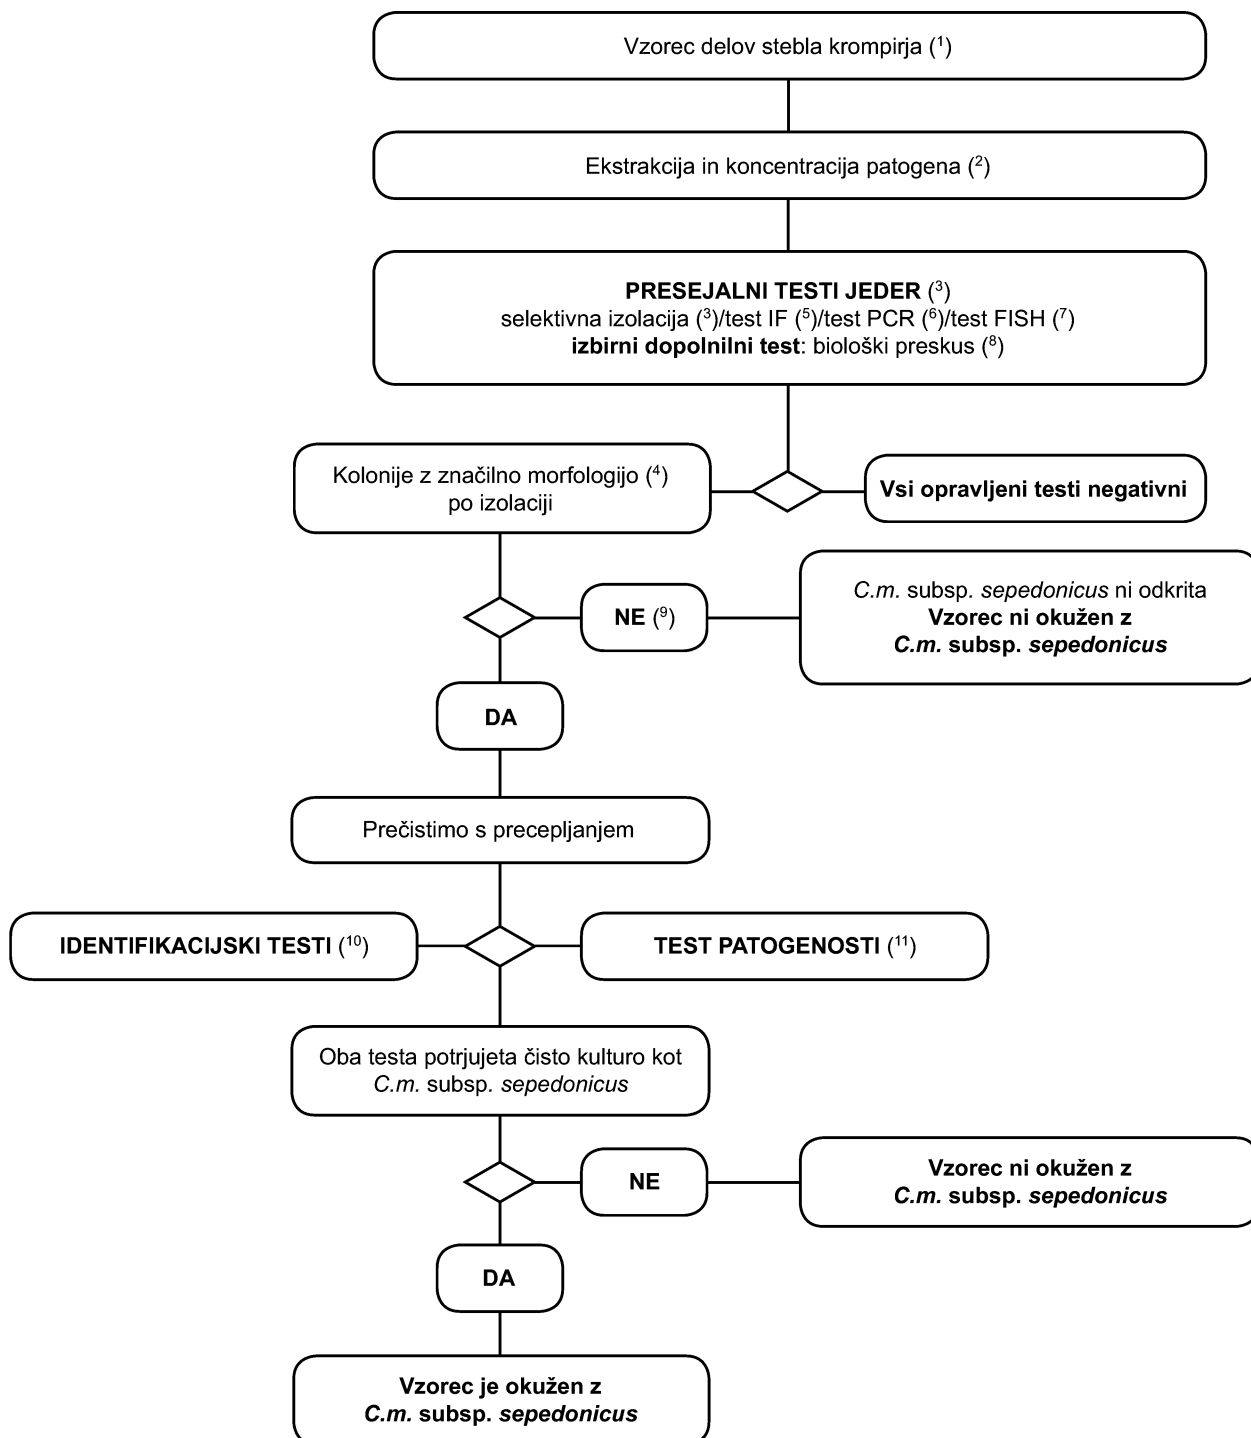 Vzorec delov stebla krompirja (¹)
Ekstrakcija in koncentracija patogena (²)
PRESEJALNI TESTI JEDER (³)
selektivna izolacija (³)/test IF (⁵)/test PCR (⁶)/test FISH (⁷)
izbirni dopolnilni test: biološki preskus (⁸)
Kolonije z značilno morfologijo (⁴)
po izolaciji
Vsi opravljeni testi negativni
NE (⁹)
C.m. subsp. sepedonicus ni odkrita
Vzorec ni okužen z
C.m. subsp. sepedonicus
DA
Prečistimo s precepljanjem
IDENTIFIKACIJSKI TESTI (¹⁰)
TEST PATOGENOSTI (¹¹)
Oba testa potrjujeta čisto kulturo kot
C.m. subsp. sepedonicus
NE
Vzorec ni okužen z
C.m. subsp. sepedonicus
DA
Vzorec je okužen z
C.m. subsp. sepedonicus